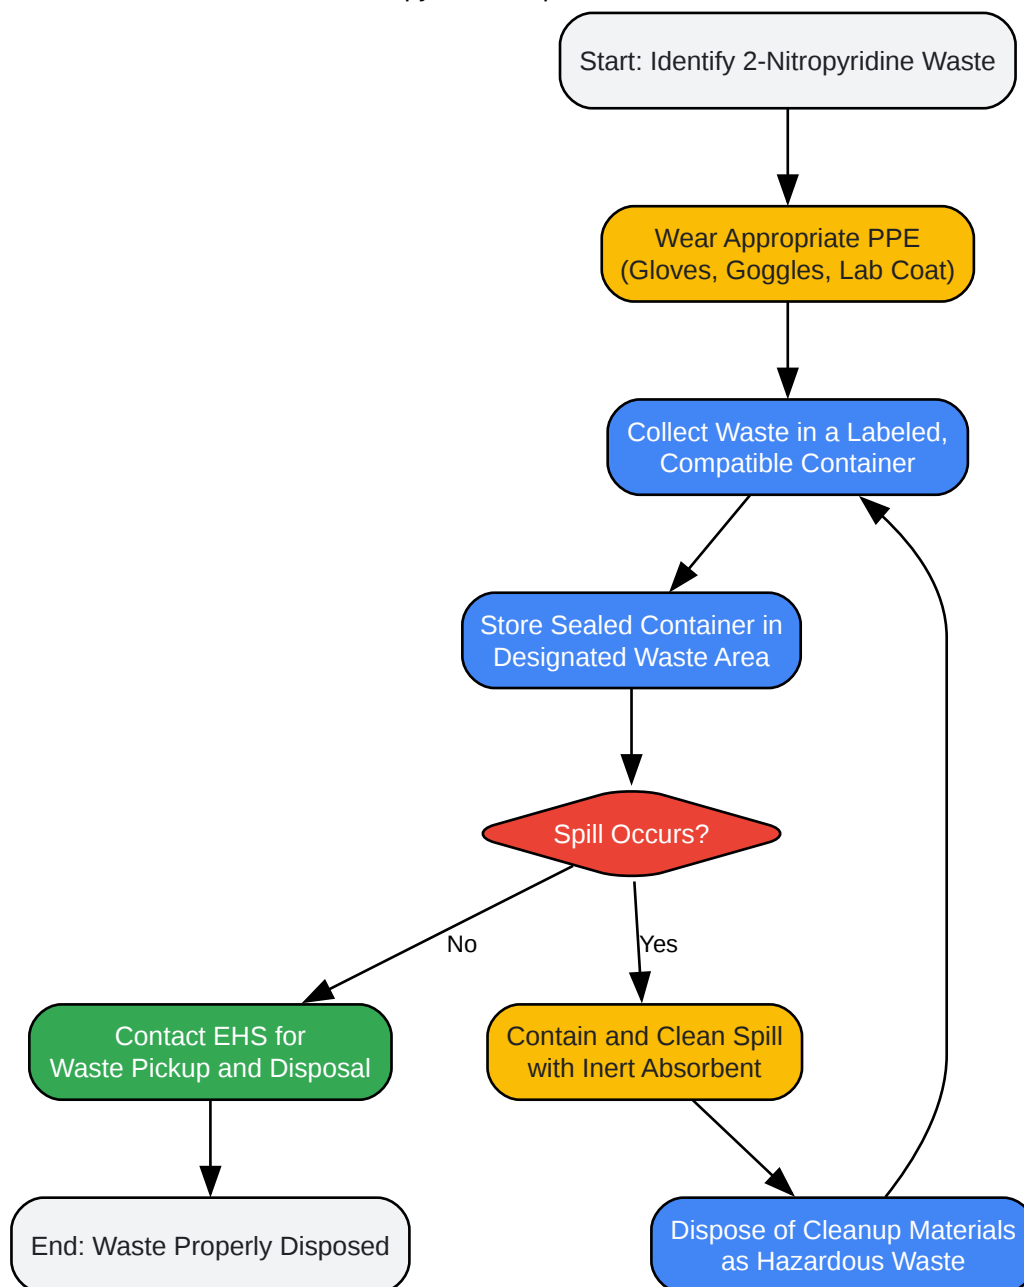 Start: Identify 2-Nitropyridine Waste
Wear Appropriate PPE
(Gloves, Goggles, Lab Coat)
Collect Waste in a Labeled,
Compatible Container
Store Sealed Container in
Designated Waste Area
Spill Occurs?
No
Yes
Contact EHS for
Waste Pickup and Disposal
Contain and Clean Spill
with Inert Absorbent
End: Waste Properly Disposed
Dispose of Cleanup Materials
as Hazardous Waste